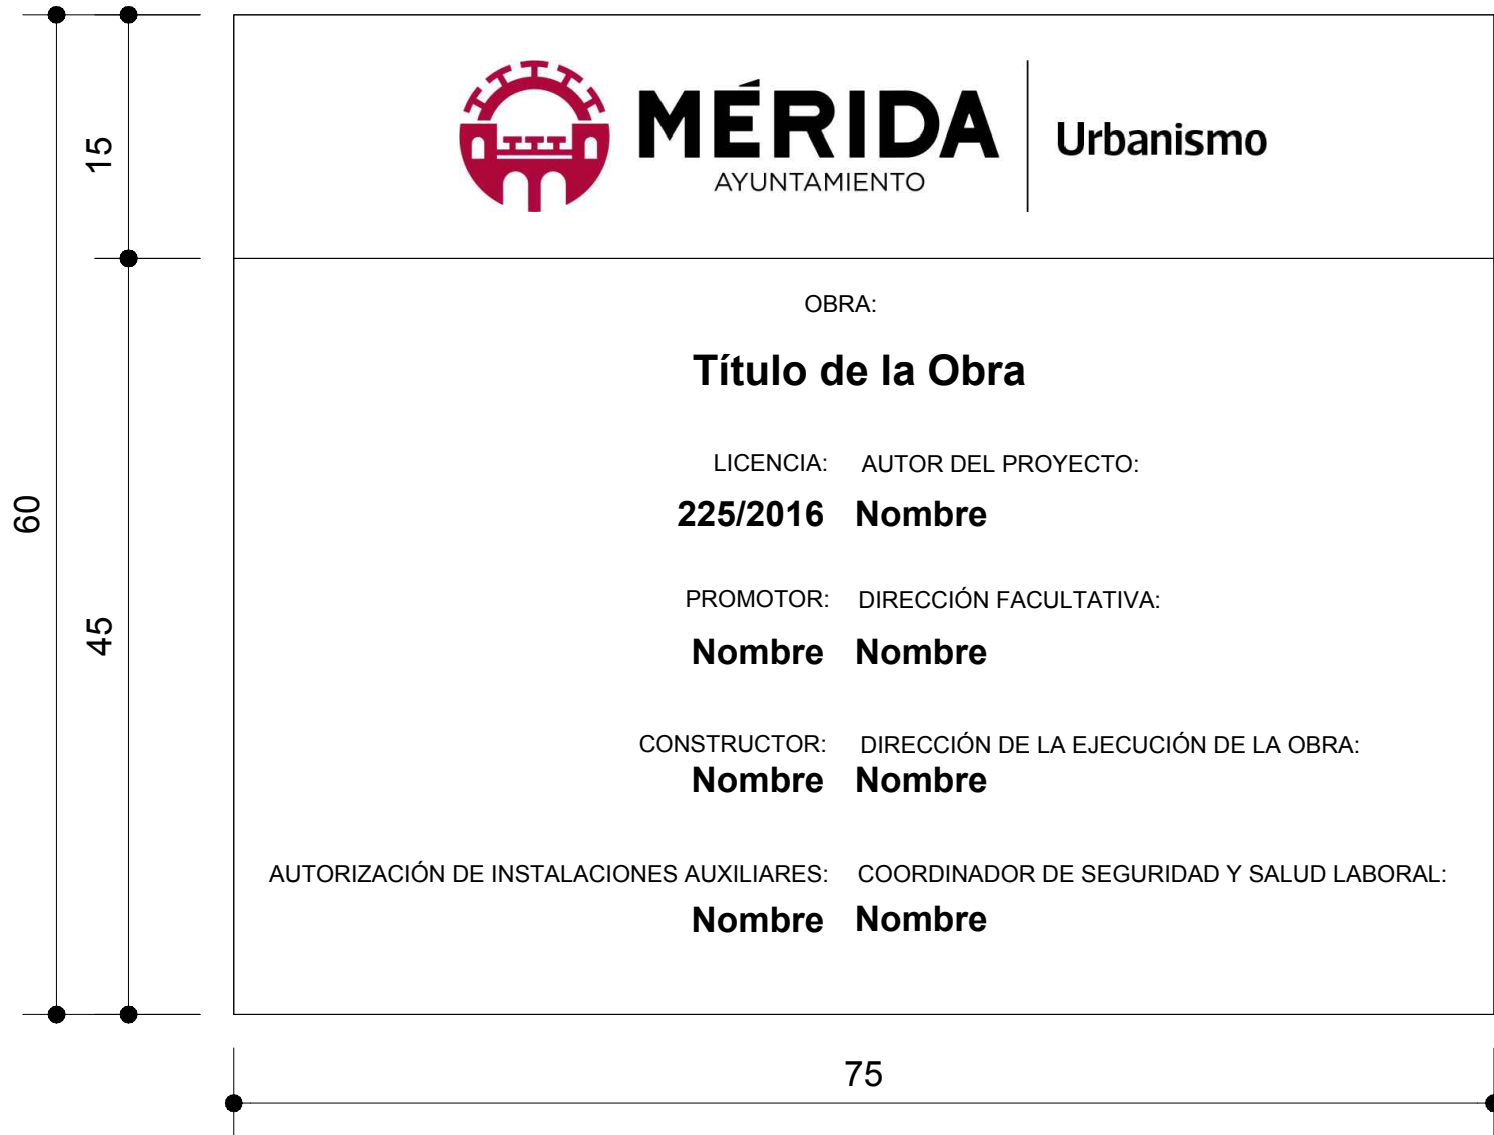 15
60
45
MÉRIDA
AYUNTAMIENTO
Urbanismo
OBRA:
Título de la Obra
LICENCIA: AUTOR DEL PROYECTO:
225/2016 Nombre
PROMOTOR: DIRECCIÓN FACULTATIVA:
Nombre Nombre
CONSTRUCTOR: DIRECCIÓN DE LA EJECUCIÓN DE LA OBRA:
Nombre Nombre
AUTORIZACIÓN DE INSTALACIONES AUXILIARES: COORDINADOR DE SEGURIDAD Y SALUD LABORAL:
Nombre Nombre
75